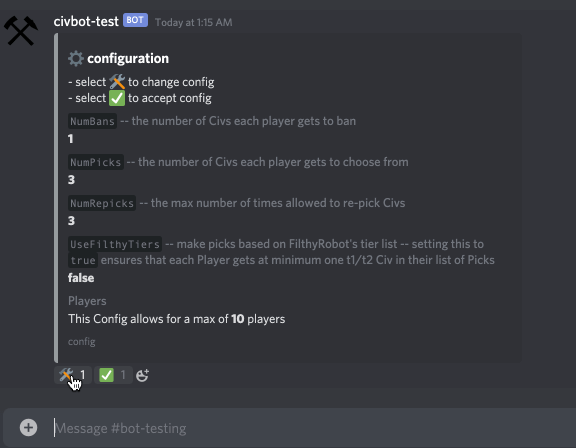 civbot-test BOT Today at 1:15 AM
configuration
- select 🛠 to change config
- select ✅ to accept config
NumBans -- the number of Civs each player gets to ban
1
NumPicks -- the number of Civs each player gets to choose from
3
NumRepicks -- the max number of times allowed to re-pick Civs
3
UseFilthyTiers -- make picks based on FilthyRobot's tier list -- setting this to
true ensures that each Player gets at minimum one t1/t2 Civ in their list of Picks
false
Players
This Config allows for a max of 10 players
config
1 1
Message #bot-testing